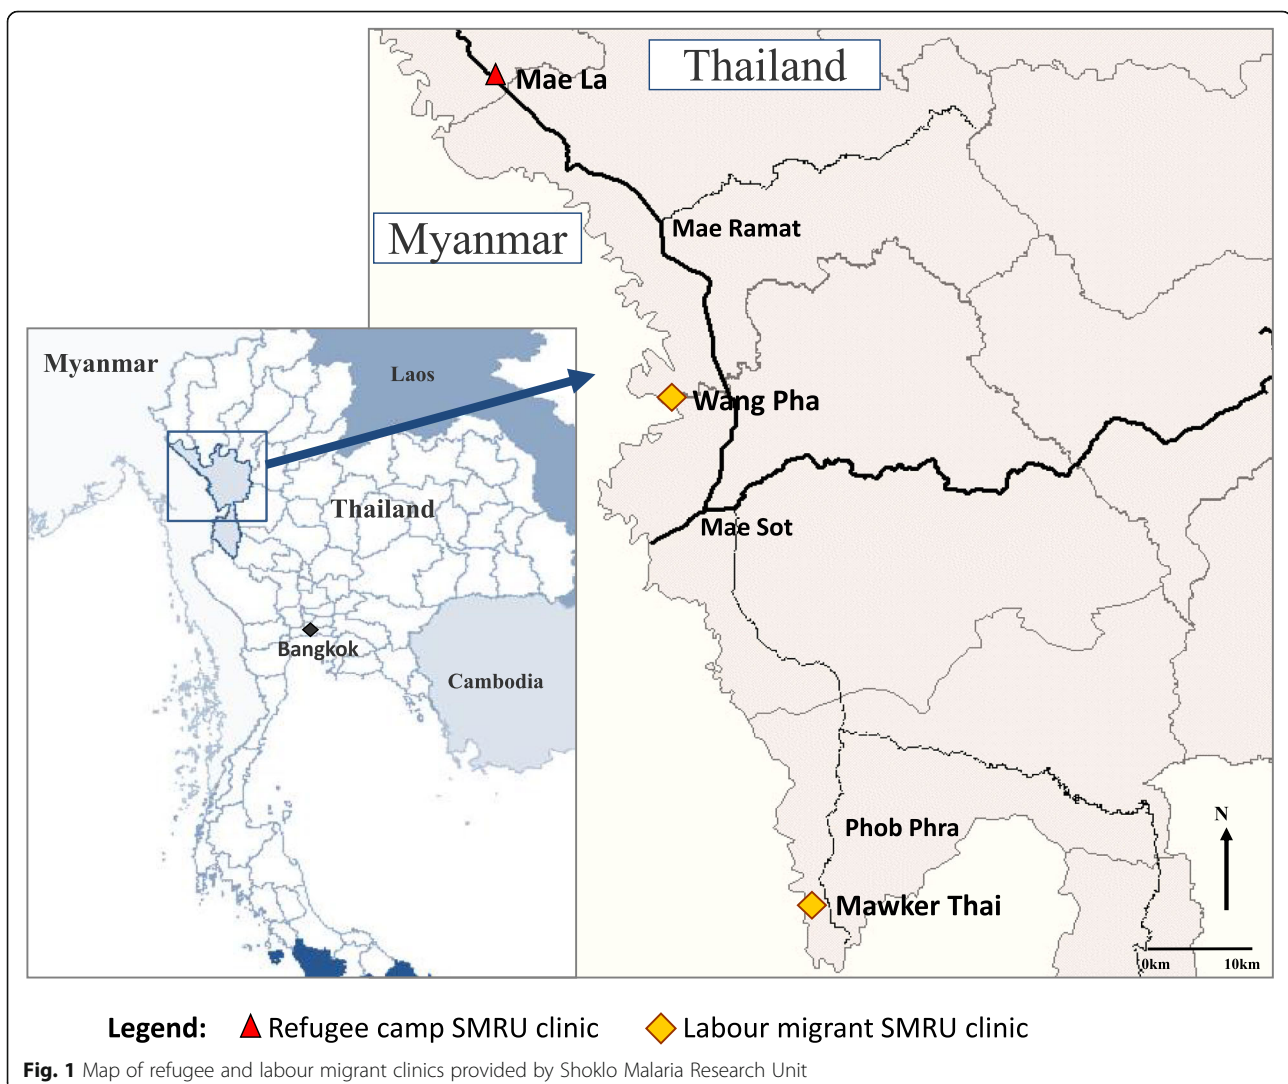 Thailand
Mae La
Mae Ramat
Myanmar
Wang Pha
Mae Sot
Phob Phra
Mawker Thai
N
0km 10km
Myanmar
Laos
Thailand
Bangkok
Cambodia
Legend: Refugee camp SMRU clinic Labour migrant SMRU clinic
Fig. 1 Map of refugee and labour migrant clinics provided by Shoklo Malaria Research Unit